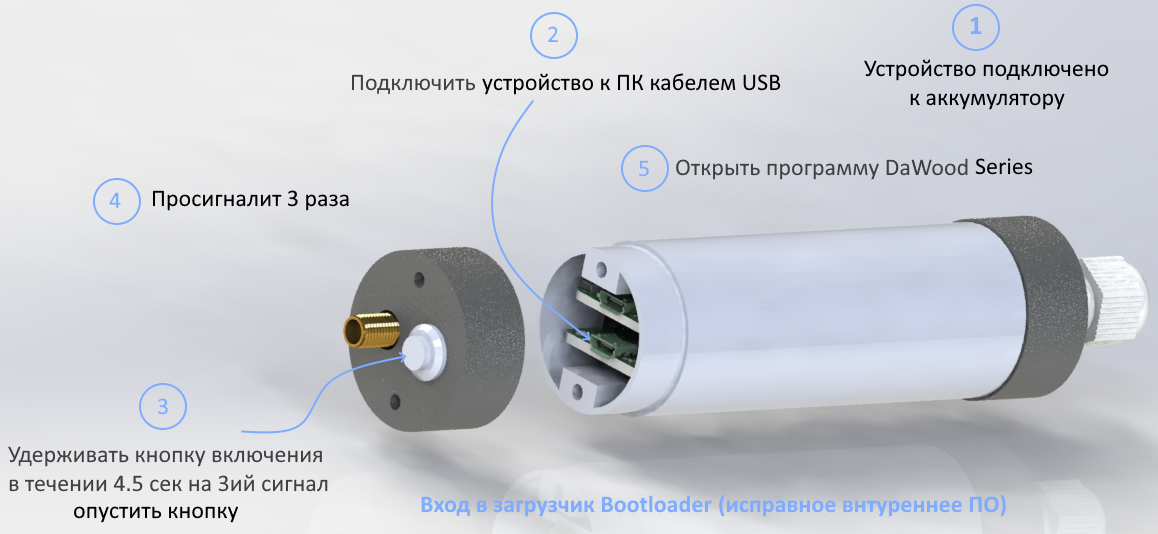 1
Устройство подключено
к аккумулятору
2
Подключить устройство к ПК кабелем USB
3
Удерживать кнопку включения
в течении 4.5 сек на 3ий сигнал
опустить кнопку
4
Просигналит 3 раза
5
Открыть программу DaWood Series
Вход в загрузчик Bootloader (исправное внтуреннее ПО)